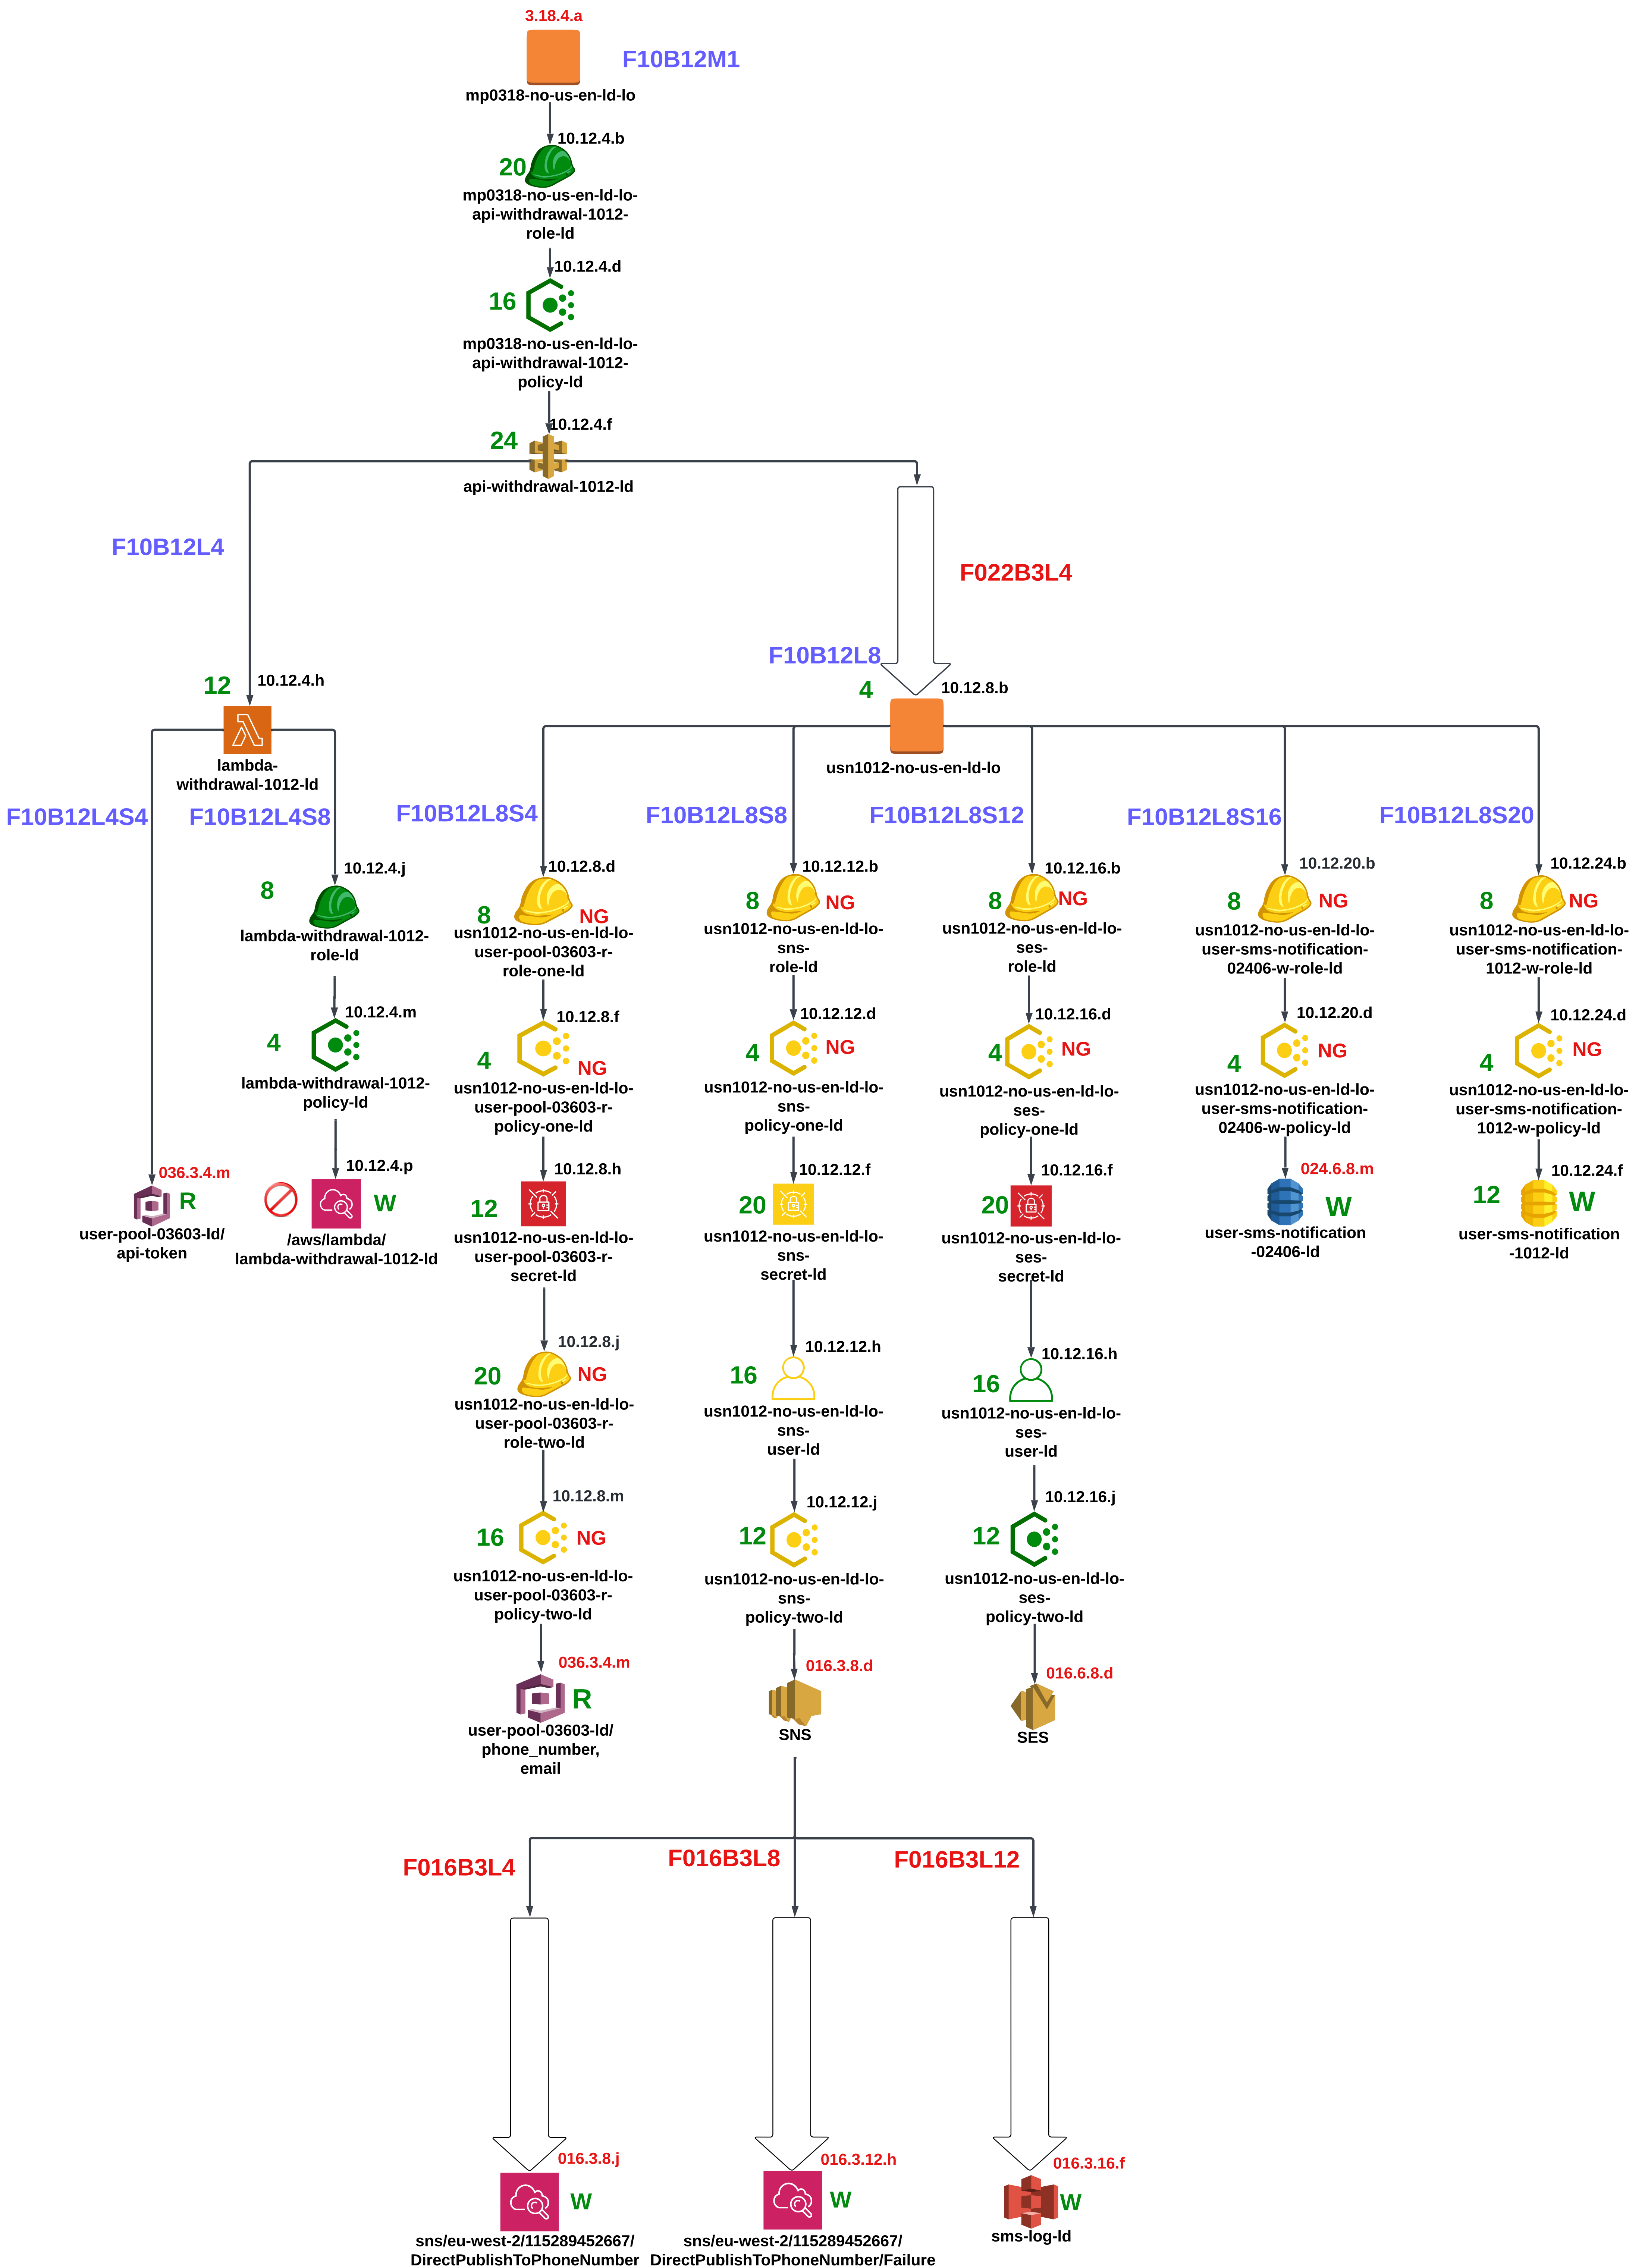 3.18.4.a
F10B12M1
mp0318-no-us-en-ld-lo
10.12.4.b
20
mp0318-no-us-en-ld-lo-
api-withdrawal-1012-
role-ld
10.12.4.d
16
mp0318-no-us-en-ld-lo-
api-withdrawal-1012-
policy-ld
10.12.4.f
24
api-withdrawal-1012-ld
F10B12L4
F022B3L4
F10B12L8
12
10.12.4.h
4
10.12.8.b
lambda-
withdrawal-1012-ld
usn1012-no-us-en-ld-lo
F10B12L4S4
F10B12L4S8
F10B12L8S4
F10B12L8S8
F10B12L8S12
F10B12L8S16
F10B12L8S20
10.12.4.j
8
lambda-withdrawal-1012-
role-ld
10.12.4.m
4
lambda-withdrawal-1012-
policy-ld
036.3.4.m
R
user-pool-03603-ld/
api-token
10.12.4.p
W
/aws/lambda/
lambda-withdrawal-1012-ld
10.12.8.d
8
NG
usn1012-no-us-en-ld-lo-
user-pool-03603-r-
role-one-ld
10.12.8.f
4
NG
usn1012-no-us-en-ld-lo-
user-pool-03603-r-
policy-one-ld
10.12.8.h
12
usn1012-no-us-en-ld-lo-
user-pool-03603-r-
secret-ld
10.12.8.j
20
NG
usn1012-no-us-en-ld-lo-
user-pool-03603-r-
role-two-ld
10.12.8.m
16
NG
usn1012-no-us-en-ld-lo-
user-pool-03603-r-
policy-two-ld
036.3.4.m
R
user-pool-03603-ld/
phone_number,
email
10.12.12.b
8
NG
usn1012-no-us-en-ld-lo-
sns-
role-ld
10.12.12.d
4
NG
usn1012-no-us-en-ld-lo-
sns-
policy-one-ld
10.12.12.f
20
usn1012-no-us-en-ld-lo-
sns-
secret-ld
10.12.12.h
16
usn1012-no-us-en-ld-lo-
sns-
user-ld
10.12.12.j
12
usn1012-no-us-en-ld-lo-
sns-
policy-two-ld
016.3.8.d
SNS
10.12.16.b
8
NG
usn1012-no-us-en-ld-lo-
ses-
role-ld
10.12.16.d
4
NG
usn1012-no-us-en-ld-lo-
ses-
policy-one-ld
10.12.16.f
20
usn1012-no-us-en-ld-lo-
ses-
secret-ld
10.12.16.h
16
usn1012-no-us-en-ld-lo-
ses-
user-ld
10.12.16.j
12
usn1012-no-us-en-ld-lo-
ses-
policy-two-ld
016.6.8.d
SES
10.12.20.b
8
NG
usn1012-no-us-en-ld-lo-
user-sms-notification-
02406-w-role-ld
10.12.20.d
4
NG
usn1012-no-us-en-ld-lo-
user-sms-notification-
02406-w-policy-ld
024.6.8.m
W
user-sms-notification
-02406-ld
10.12.24.b
8
NG
usn1012-no-us-en-ld-lo-
user-sms-notification-
1012-w-role-ld
10.12.24.d
4
NG
usn1012-no-us-en-ld-lo-
user-sms-notification-
1012-w-policy-ld
10.12.24.f
12
W
user-sms-notification
-1012-ld
F016B3L4
F016B3L8
F016B3L12
016.3.8.j
W
sns/eu-west-2/115289452667/
DirectPublishToPhoneNumber
016.3.12.h
W
sns/eu-west-2/115289452667/
DirectPublishToPhoneNumber/Failure
016.3.16.f
W
sms-log-ld